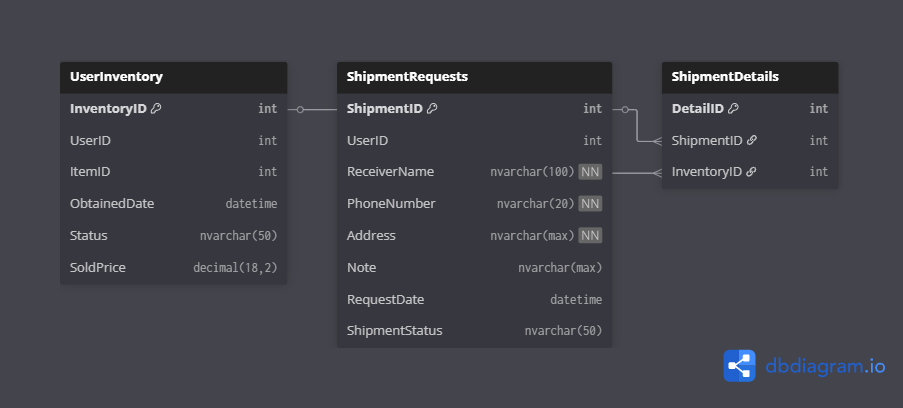 UserInventory
InventoryID int
UserID int
ItemID int
ObtainedDate datetime
Status nvarchar(50)
SoldPrice decimal(18,2)
ShipmentRequests
ShipmentID int
UserID int
ReceiverName nvarchar(100) NN
PhoneNumber nvarchar(20) NN
Address nvarchar(max) NN
Note nvarchar(max)
RequestDate datetime
ShipmentStatus nvarchar(50)
ShipmentDetails
DetailID int
ShipmentID int
InventoryID int
dbdiagram.io